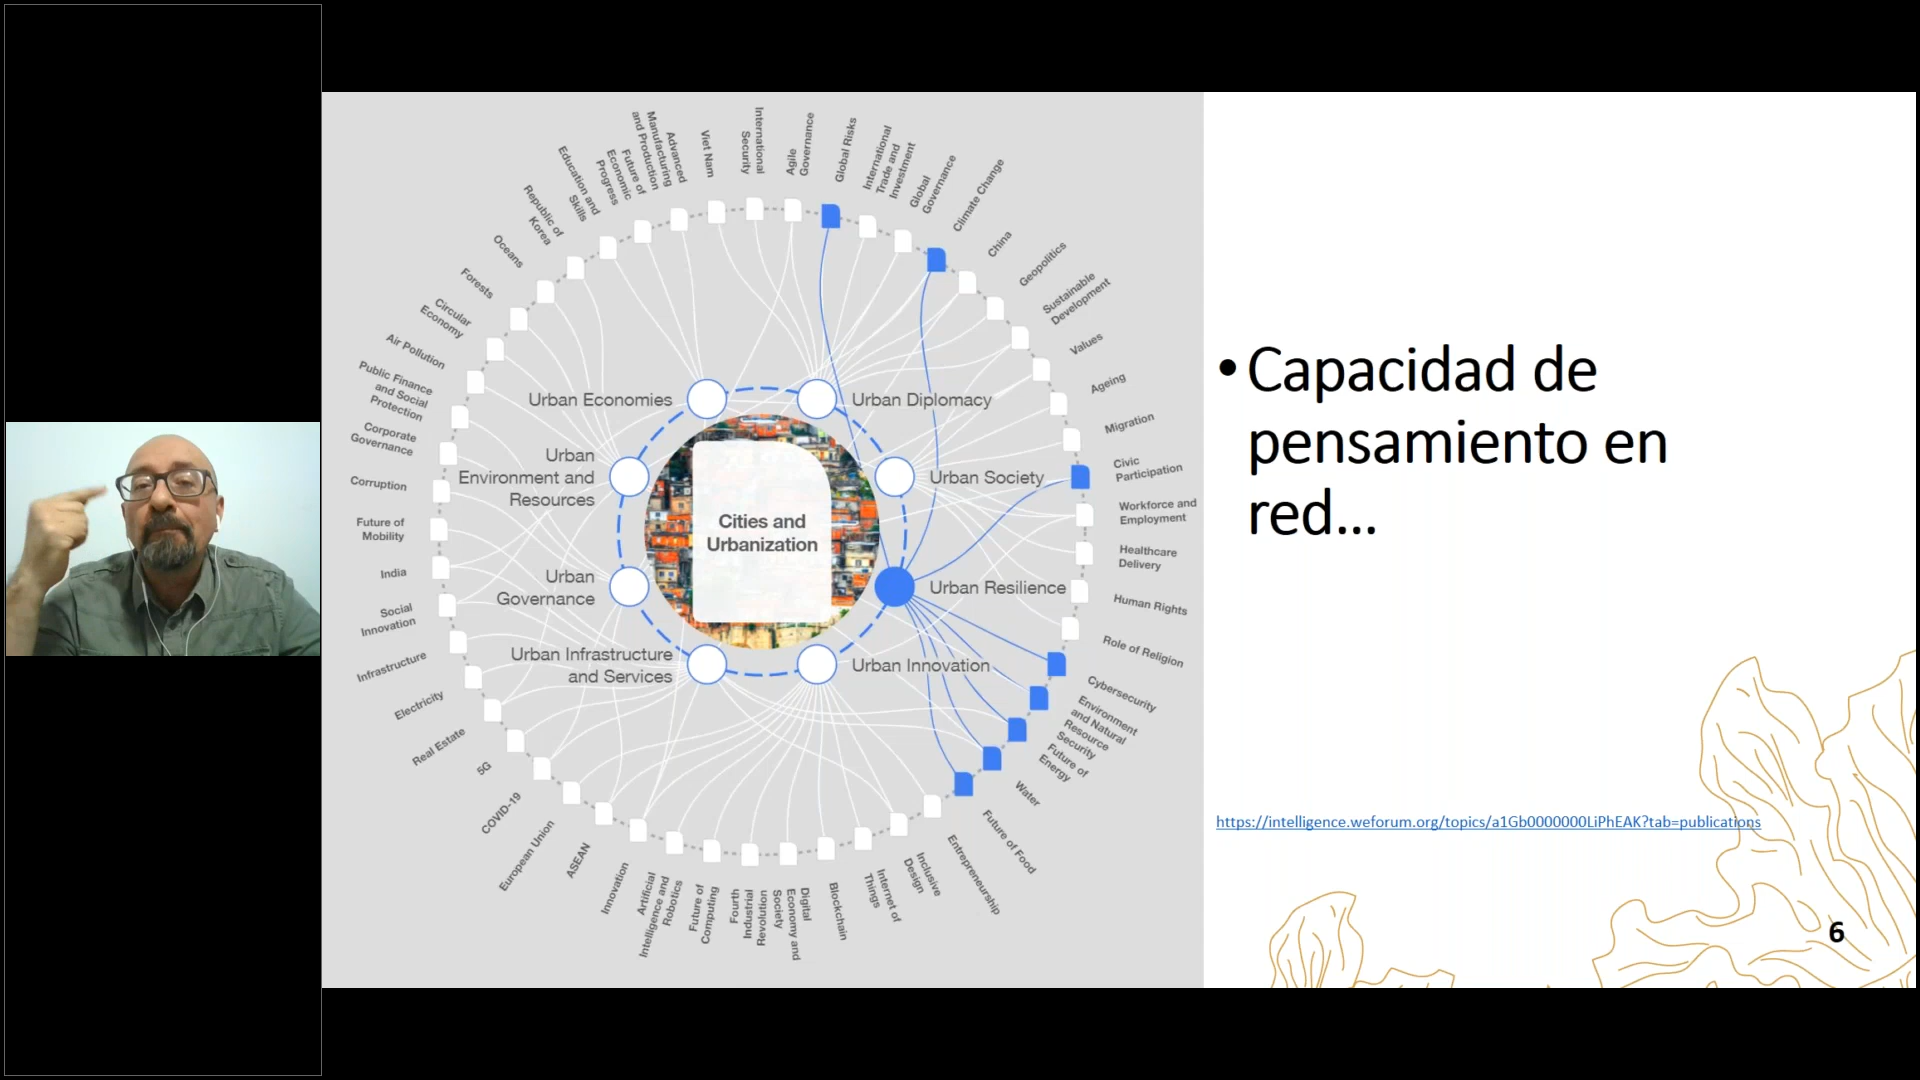 International
Security
Agile
Governance
Global Risks
International
Trade and
Investment
Global
Governance
Climate Change
China
Geopolitics
Sustainable
Development
Values
Ageing
Migration
Civic
Participation
Workforce and
Employment
Healthcare
Delivery
Human Rights
Role of Religion
Cybersecurity
Environment
and Natural
Resource
Security
Future of
Energy
Water
Future of Food
Entrepreneurship
Inclusive
Design
Internet of
Things
Blockchain
Digital
Economy and
Society
Fourth
Industrial
Revolution
Future of
Computing
Artificial
Intelligence and
Robotics
Innovation
ASEAN
European Union
COVID-19
5G
Real Estate
Electricity
Infrastructure
Social
Innovation
India
Future of
Mobility
Corruption
Corporate
Governance
Public Finance
and Social
Protection
Air Pollution
Circular
Economy
Forests
Oceans
Republic of
Korea
Education and
Skills
Future of
Economic
Progress
Advanced
Manufacturing
and Production
Viet Nam
Urban Economies
Urban Diplomacy
Urban
Environment and
Resources
Urban Society
Cities and
Urbanization
Urban
Governance
Urban Resilience
Urban Infrastructure
and Services
Urban Innovation
• Capacidad de
pensamiento en
red...
https://intelligence.weforum.org/topics/a1Gb0000000LiPhEAK?tab=publications
6